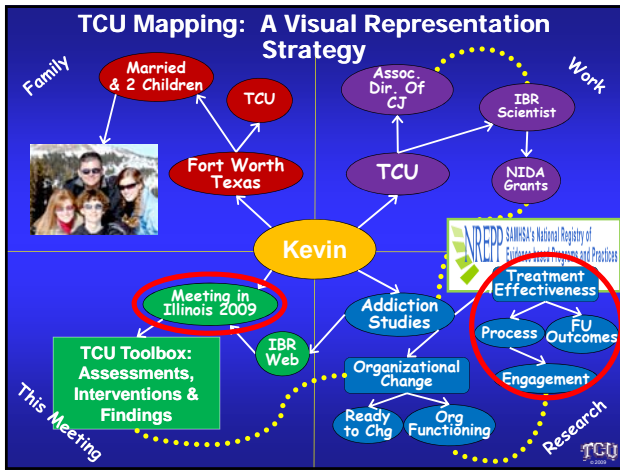 TCU Mapping: A Visual Representation
Strategy
Family
Married
& 2 Children
TCU
Fort Worth
Texas
Assoc.
Dir. Of
CJ
Work
IBR
Scientist
TCU
NIDA
Grants
Kevin
NREPP
SAMHSA's National Registry of
Evidence-based Programs and Practices
Meeting in
Illinois 2009
IBR
Web
TCU Toolbox:
Assessments,
Interventions &
Findings
This Meeting
Addiction
Studies
Organizational
Change
Ready
to Chg
Org
Functioning
Treatment
Effectiveness
Process
FU
Outcomes
Engagement
Research
TCU
© 2009